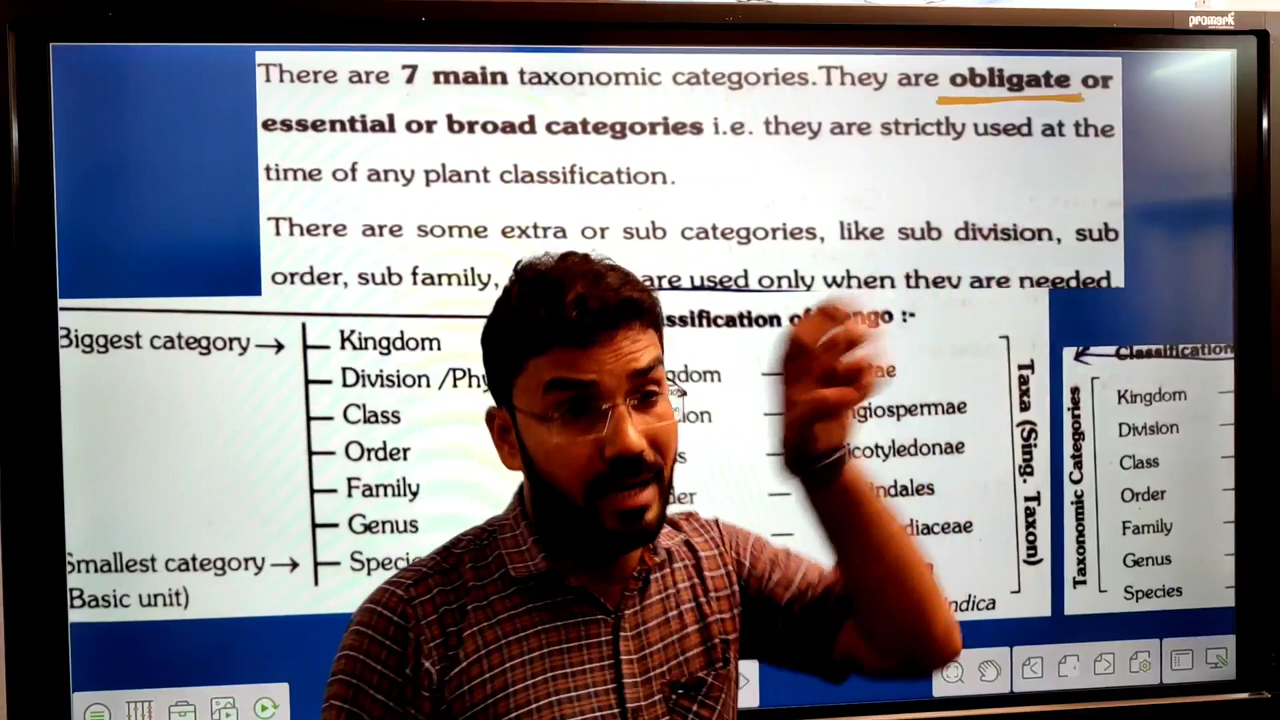 promark
There are 7 main taxonomic categories.They are obligate or
essential or broad categories i.e. they are strictly used at the
time of any plant classification.
There are some extra or sub categories, like sub division, sub
order, sub family, are used only when they are needed.
Biggest category → Kingdom
Division /Phy
Class
Order
Family
Genus
Smallest category → Specie
(Basic unit)
ssification of ngo :-
gdom — tae
ion — giospermae
s — icotyledonae
der — ndales
— diaceae
ndica
Taxa (Sing. Taxon)
Classification
Taxonomic Categories
Kingdom
Division
Class
Order
Family
Genus
Species